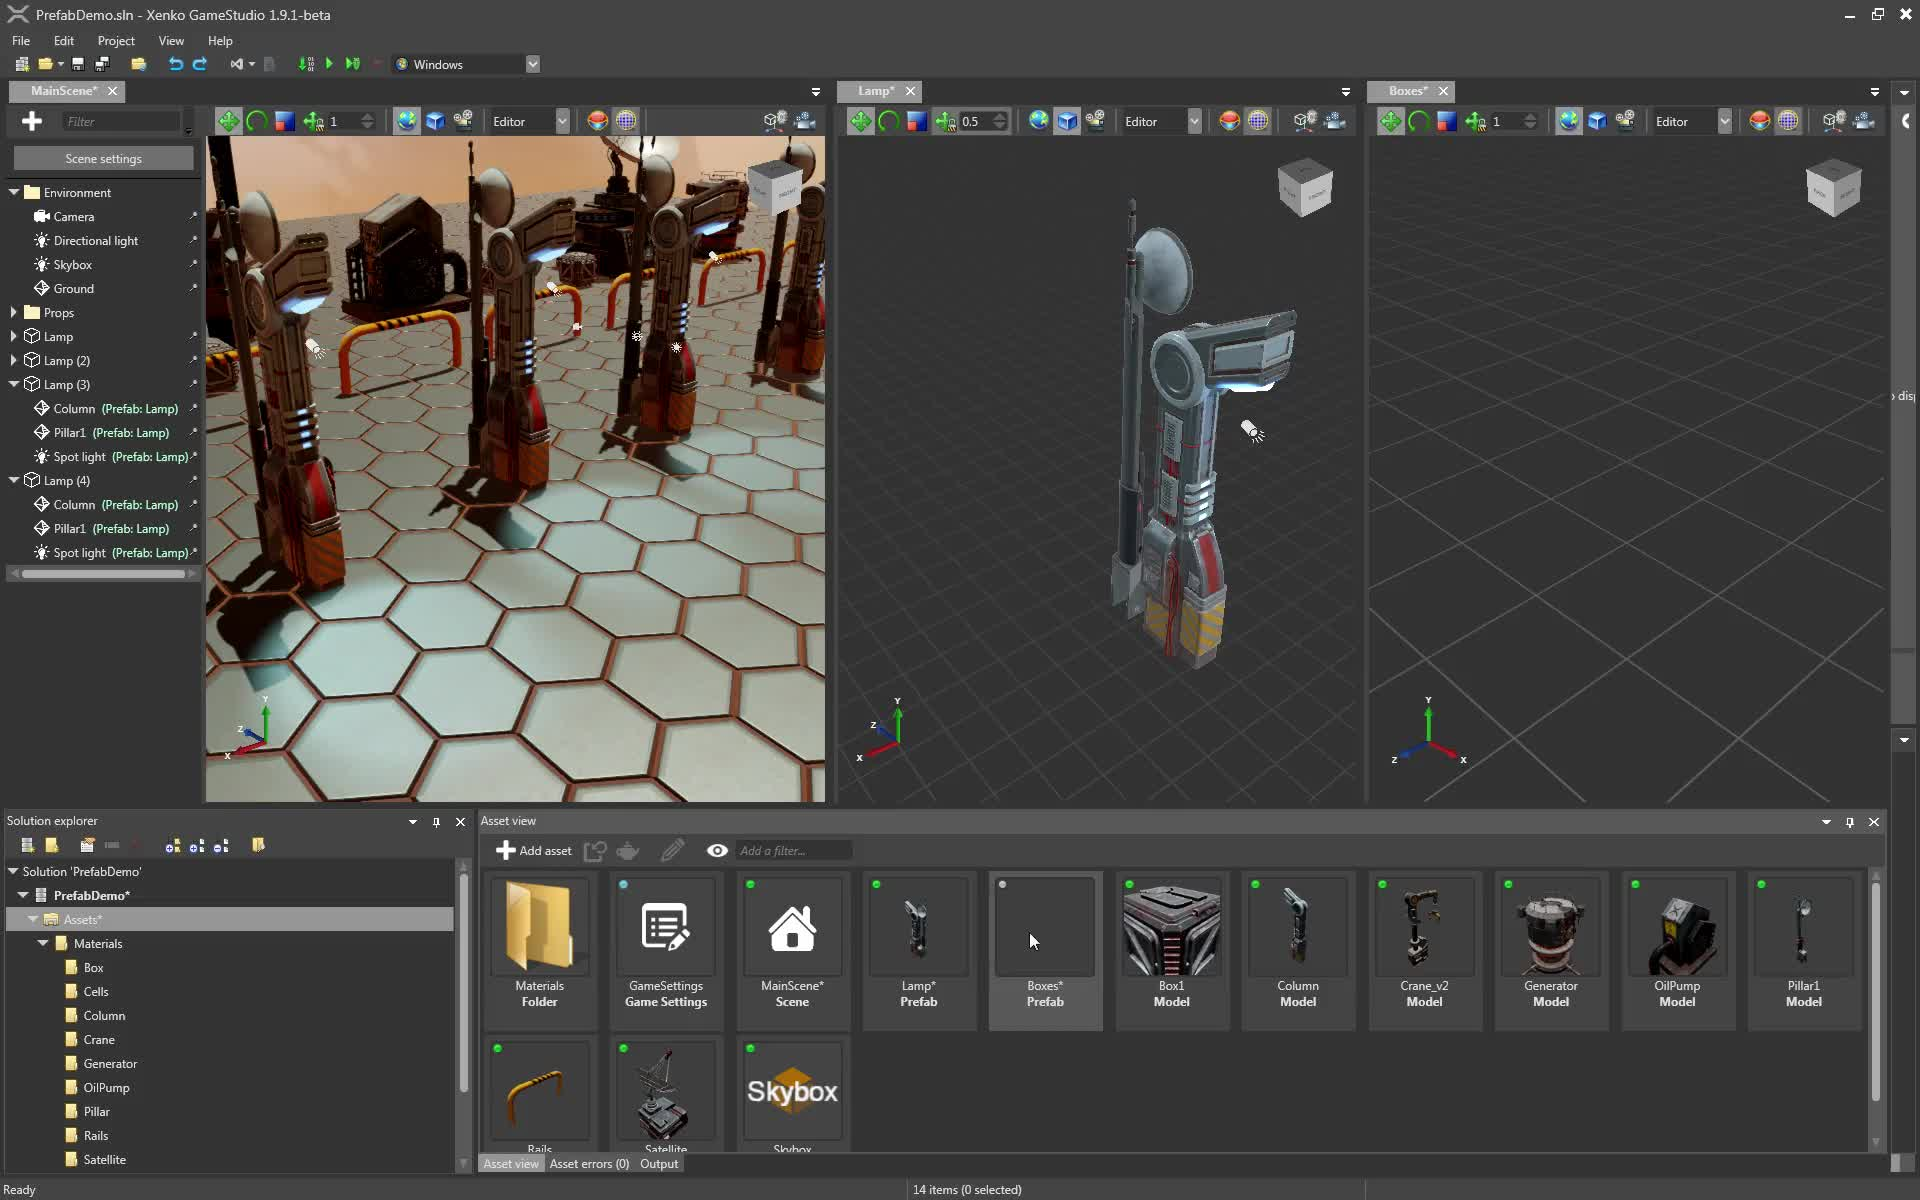 PrefabDemo.sln - Xenko GameStudio 1.9.1-beta
File Edit Project View Help
Windows
MainScene*
Lamp*
Boxes*
Filter
1
Editor
0.5
Editor
1
Editor
Scene settings
Environment
Camera
Directional light
Skybox
Ground
Props
Lamp
Lamp (2)
Lamp (3)
Column (Prefab: Lamp)
Pillar1 (Prefab: Lamp)
Spot light (Prefab: Lamp)
Lamp (4)
Column (Prefab: Lamp)
Pillar1 (Prefab: Lamp)
Spot light (Prefab: Lamp)
Y
Z
X
Y
Z
X
Y
Z
X
Solution explorer
Solution 'PrefabDemo'
PrefabDemo*
Assets*
Materials
Box
Cells
Column
Crane
Generator
OilPump
Pillar
Rails
Satellite
Asset view
Add asset
Add a filter...
Materials
Folder
GameSettings
Game Settings
MainScene*
Scene
Lamp*
Prefab
Boxes*
Prefab
Box1
Model
Column
Model
Crane_v2
Model
Generator
Model
OilPump
Model
Pillar1
Model
Rails
Satellite
Skybox
Skybox
Asset view Asset errors (0) Output
Ready
14 items (0 selected)